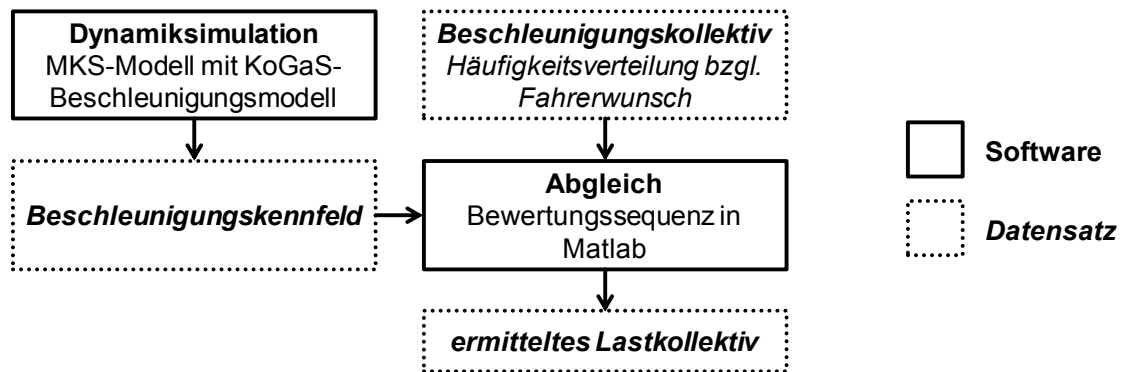 Dynamiksimulation
MKS-Modell mit KoGaS-
Beschleunigungsmodell
Beschleunigungskollektiv
Häufigkeitsverteilung bzgl.
Fahrerwunsch
Beschleunigungskennfeld
Abgleich
Bewertungssequenz in
Matlab
ermitteltes Lastkollektiv
Software
Datensatz